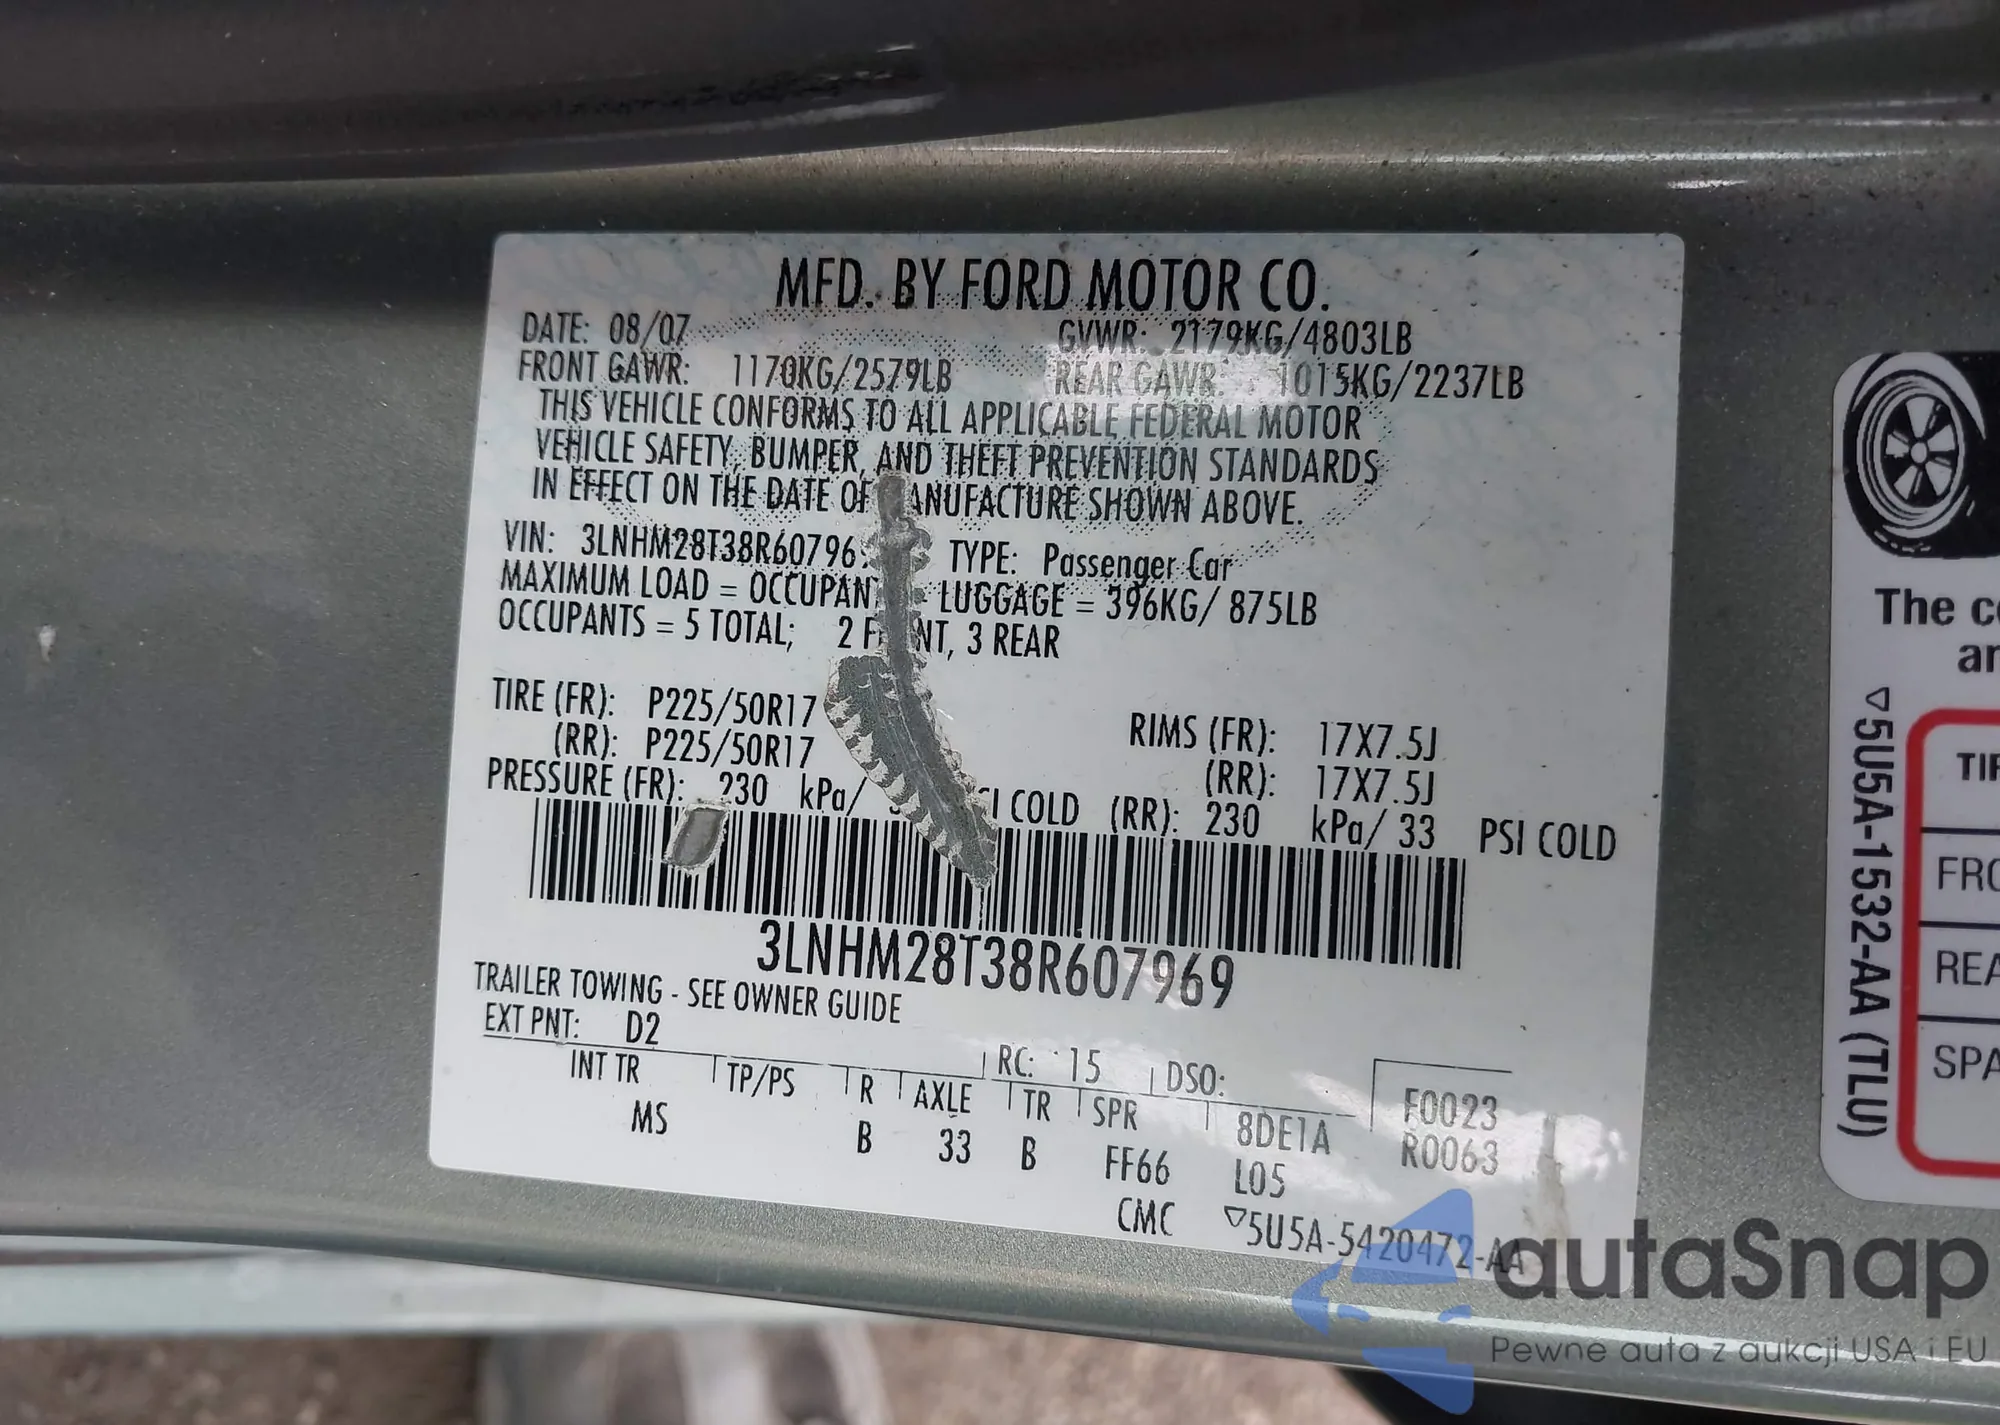 MFD. BY FORD MOTOR CO.
DATE: 08/07 GVWR: 2179KG/4803LB
FRONT GAWR: 1170KG/2579LB REAR GAWR: 1015KG/2237LB
THIS VEHICLE CONFORMS TO ALL APPLICABLE FEDERAL MOTOR
VEHICLE SAFETY, BUMPER, AND THEFT PREVENTION STANDARDS
IN EFFECT ON THE DATE OF ANUFACTURE SHOWN ABOVE.
VIN: 3LNHM28T38R60796 TYPE: Passenger Car
MAXIMUM LOAD = OCCUPAN LUGGAGE = 396KG/ 875LB
OCCUPANTS = 5 TOTAL; 2 F NT, 3 REAR
TIRE (FR): P225/50R17 RIMS (FR): 17X7.5J
(RR): P225/50R17 (RR): 17X7.5J
PRESSURE (FR): 230 kPa/ I COLD (RR): 230 kPa/ 33 PSI COLD
3LNHM28T38R607969
TRAILER TOWING - SEE OWNER GUIDE
EXT PNT: D2 RC: 15 DSO:
INT TR TP/PS R AXLE TR SPR 8DE1A F0023
MS B 33 B FF66 L05 R0063
CMC ▽5U5A-5420472-AA
The c
an
▽5U5A-1532-AA (TLU)
TIR
FRO
REA
SPA
autaSnap
Pewne auta z aukcji USA i EU